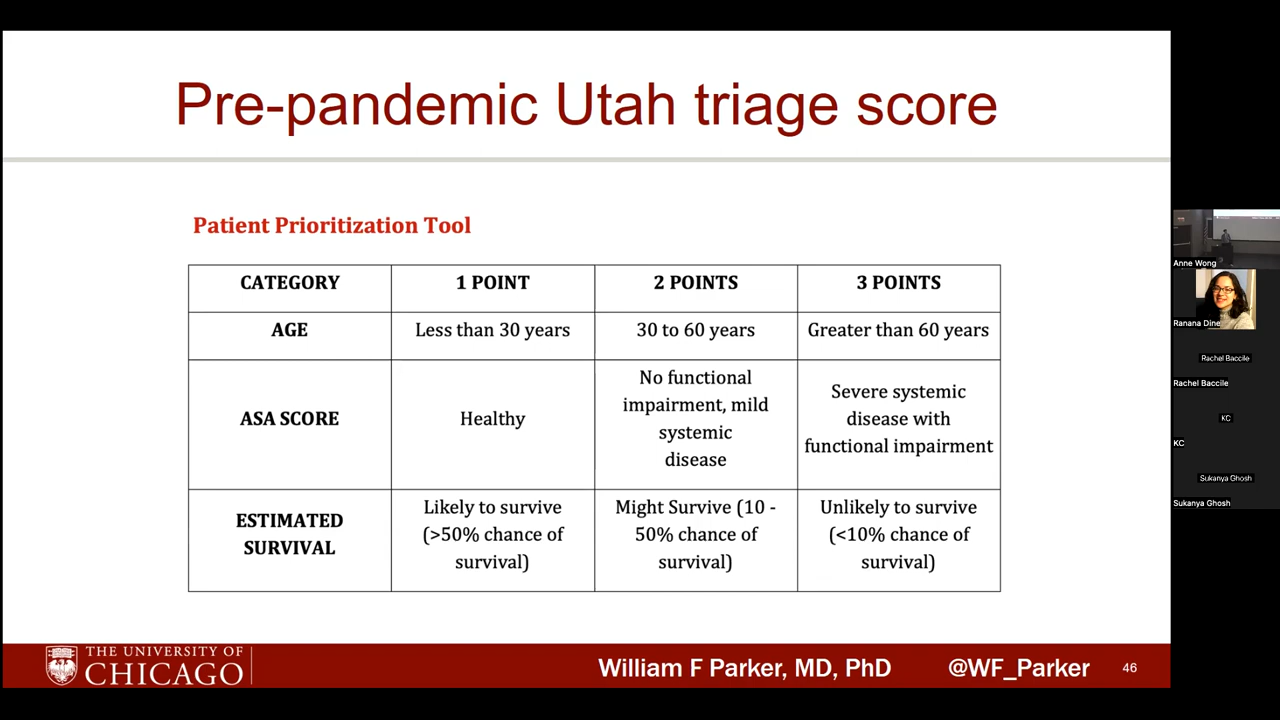 Pre-pandemic Utah triage score
Patient Prioritization Tool
CATEGORY
1 POINT
2 POINTS
3 POINTS
AGE
Less than 30 years
30 to 60 years
Greater than 60 years
ASA SCORE
Healthy
No functional
impairment, mild
systemic
disease
Severe systemic
disease with
functional impairment
ESTIMATED
SURVIVAL
Likely to survive
(>50% chance of
survival)
Might Survive (10 -
50% chance of
survival)
Unlikely to survive
(<10% chance of
survival)
THE UNIVERSITY OF
CHICAGO
William F Parker, MD, PhD
@WF_Parker
46
Anne Wong
Ranana Dine
Rachel Baccile
Rachel Baccile
KC
KC
Sukanya Ghosh
Sukanya Ghosh